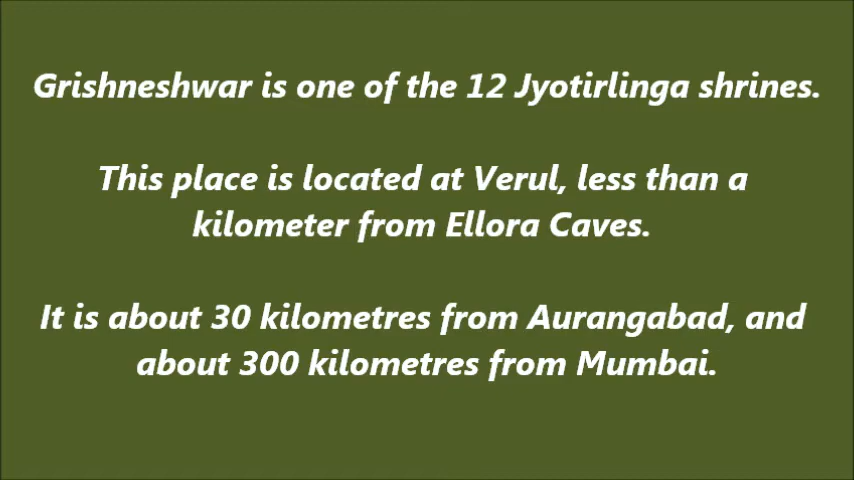 Grishneshwar is one of the 12 Jyotirlinga shrines.
This place is located at Verul, less than a
kilometer from Ellora Caves.
It is about 30 kilometres from Aurangabad, and
about 300 kilometres from Mumbai.